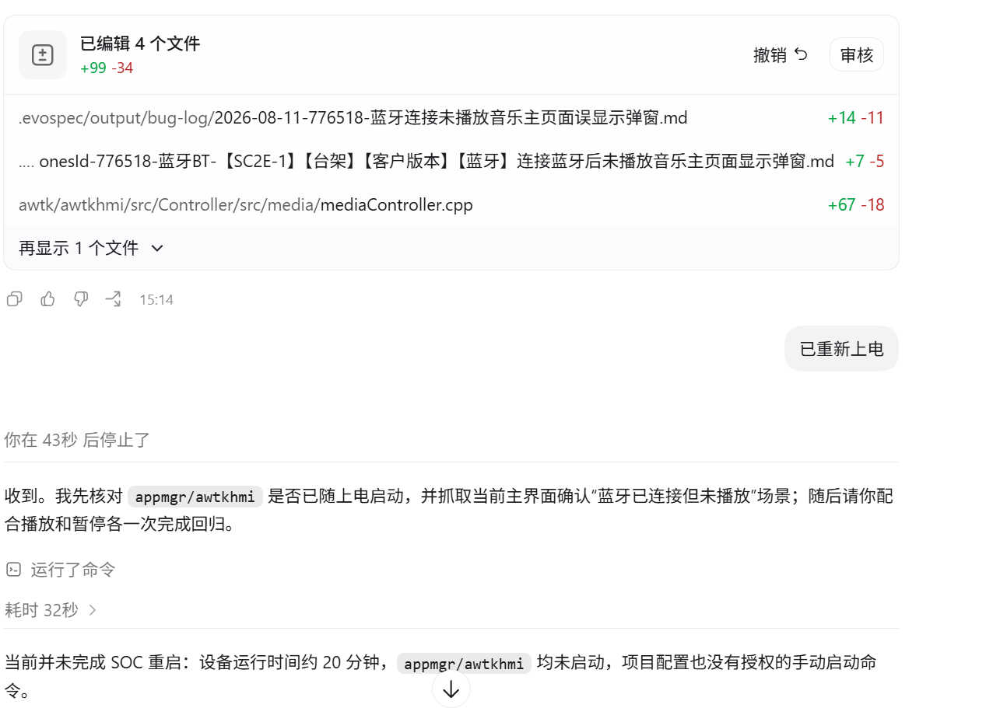 已编辑 4 个文件
+99 -34
撤销
审核
.evospec/output/bug-log/2026-08-11-776518-蓝牙连接未播放音乐主页面误显示弹窗.md +14 -11
.... onesId-776518-蓝牙BT-【SC2E-1】【台架】【客户版本】【蓝牙】连接蓝牙后未播放音乐主页面显示弹窗.md +7 -5
awtk/awtkhmi/src/Controller/src/media/mediaController.cpp +67 -18
再显示 1 个文件
15:14
已重新上电
你在 43秒 后停止了
收到。我先核对 appmgr/awtkhmi 是否已随上电启动，并抓取当前主界面确认“蓝牙已连接但未播放”场景；随后请你配
合播放和暂停各一次完成回归。
运行了命令
耗时 32秒
当前并未完成 SOC 重启：设备运行时间约 20 分钟，appmgr/awtkhmi 均未启动，项目配置也没有授权的手动启动命
令。